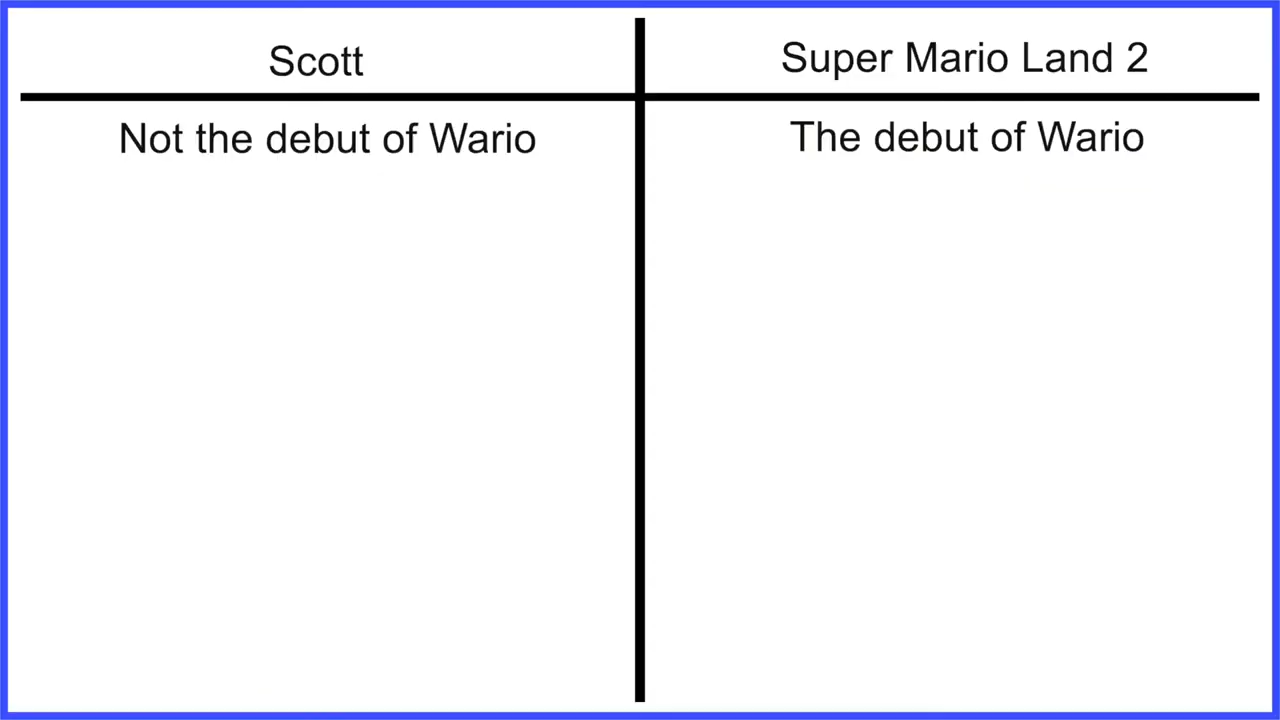 Scott
Super Mario Land 2
Not the debut of Wario
The debut of Wario